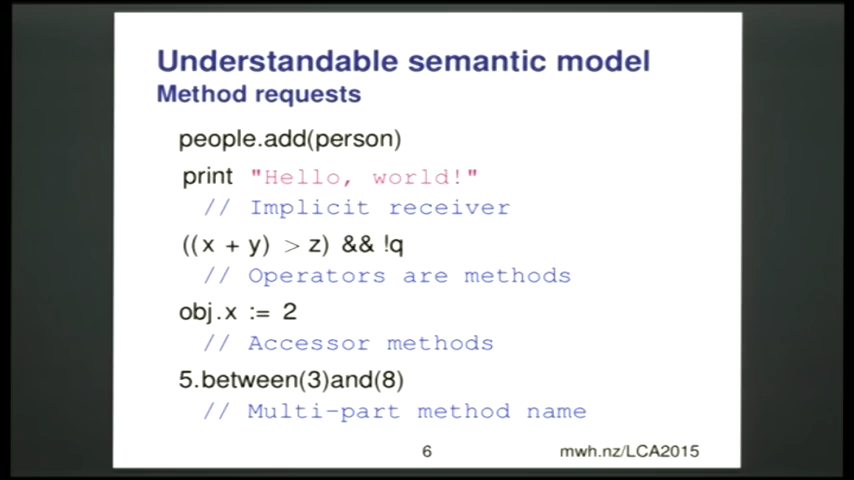 Understandable semantic model
Method requests
people.add(person)
print "Hello, world!"
// Implicit receiver
((x + y) > z) && !q
// Operators are methods
obj.x := 2
// Accessor methods
5.between(3)and(8)
// Multi-part method name
6
mwh.nz/LCA2015